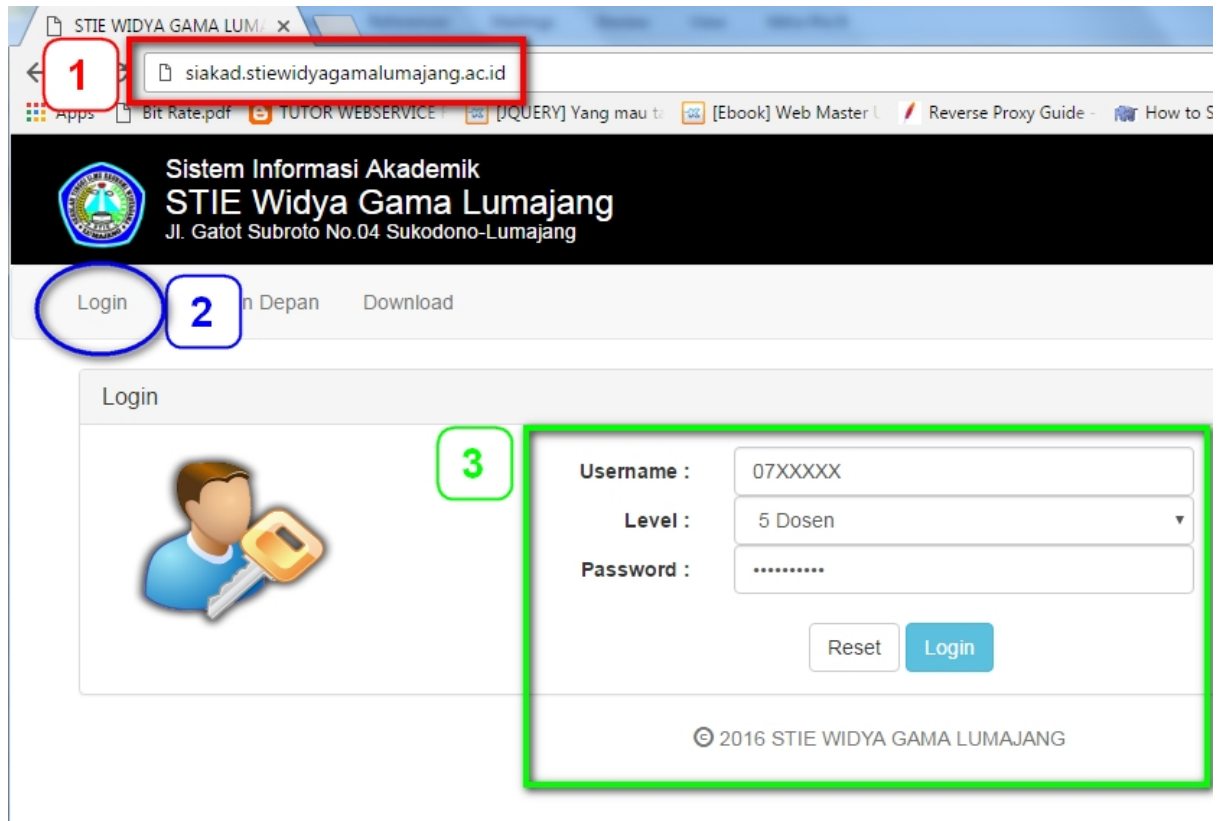 STIE WIDYA GAMA LUM
1
siakad.stiewidyagamalumajang.ac.id
Apps Bit Rate.pdf TUTOR WEBSERVICE [JQUERY] Yang mau ta [Ebook] Web Master Reverse Proxy Guide - How to S
Sistem Informasi Akademik
STIE Widya Gama Lumajang
Jl. Gatot Subroto No.04 Sukodono-Lumajang
Login 2 n Depan Download
Login
3
Username : 07XXXXX
Level : 5 Dosen
Password : ••••••••••
Reset Login
© 2016 STIE WIDYA GAMA LUMAJANG